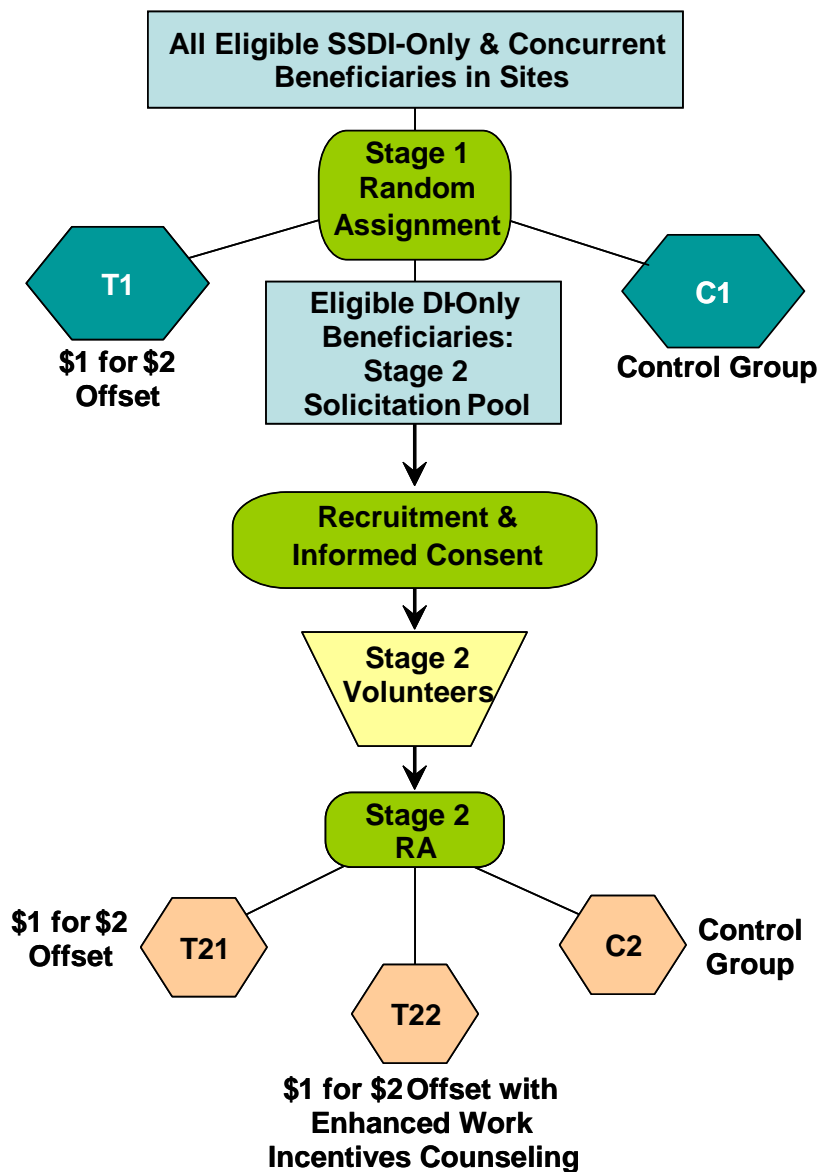 All Eligible SSDI-Only & Concurrent
Beneficiaries in Sites
Stage 1
Random
Assignment
T1
$1 for $2
Offset
Eligible DI-Only
Beneficiaries:
Stage 2
Solicitation Pool
C1
Control Group
Recruitment &
Informed Consent
Stage 2
Volunteers
Stage 2
RA
$1 for $2
Offset
T21
T22
$1 for $2 Offset with
Enhanced Work
Incentives Counseling
C2
Control
Group